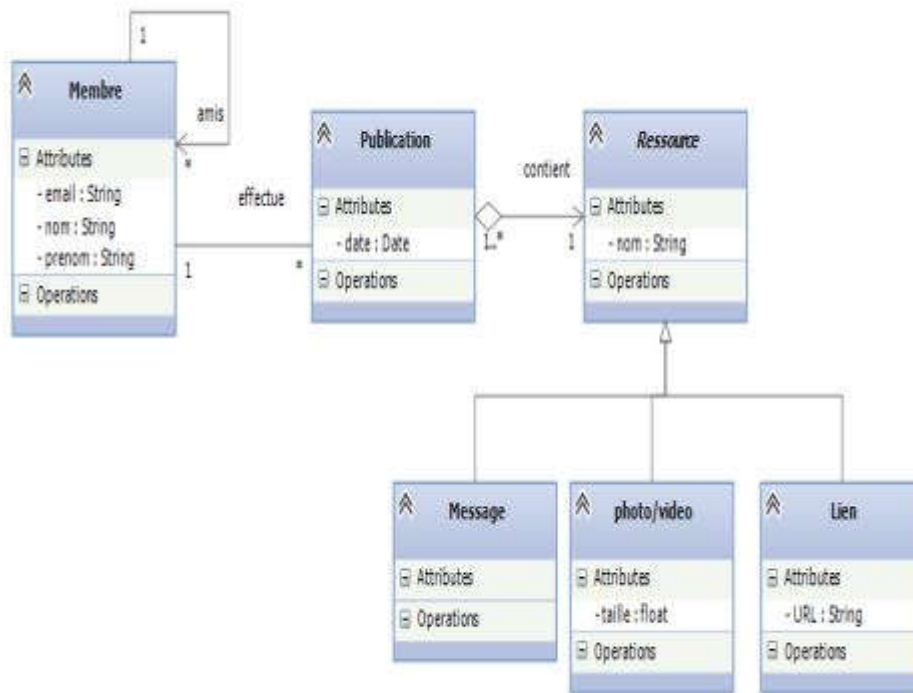 1
Membre
amis
*
Attributes
- email : String
- nom : String
- prenom : String
Operations
effectue
1
*
Publication
Attributes
- date : Date
Operations
contient
1..*
1
Ressource
Attributes
- nom : String
Operations
Message
Attributes
Operations
photo/video
Attributes
-taille : float
Operations
Lien
Attributes
- URL : String
Operations